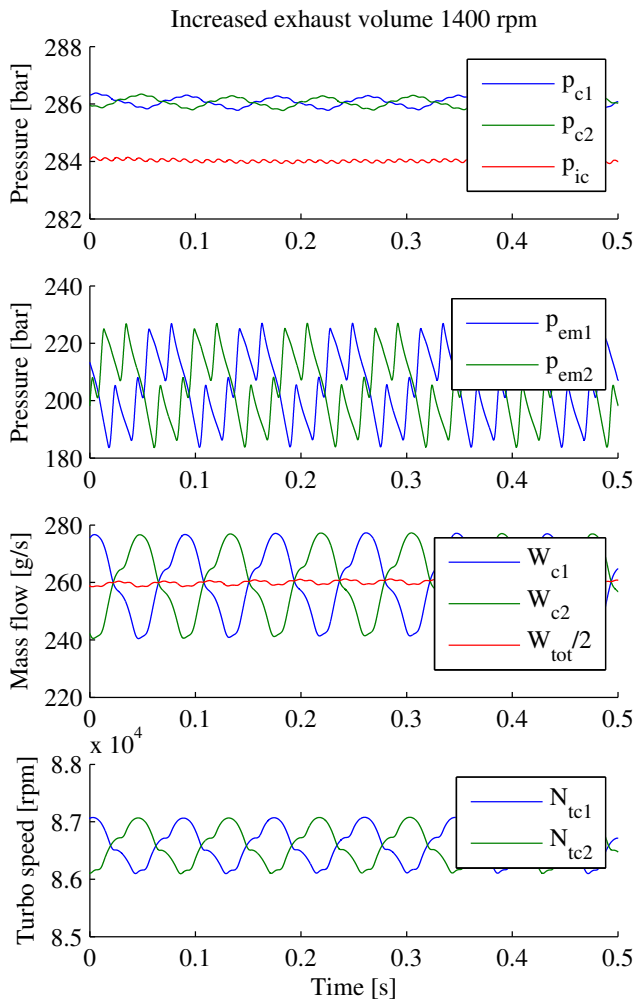 Increased exhaust volume 1400 rpm
288
286
284
282
Pressure [bar]
p_c1
p_c2
p_ic
0 0.1 0.2 0.3 0.4 0.5
240
220
200
180
Pressure [bar]
p_em1
p_em2
0 0.1 0.2 0.3 0.4 0.5
280
260
240
220
Mass flow [g/s]
W_c1
W_c2
W_tot/2
0 0.1 0.2 0.3 0.4 0.5
x 10^4
8.8
8.7
8.6
8.5
Turbo speed [rpm]
N_tc1
N_tc2
0 0.1 0.2 0.3 0.4 0.5
Time [s]